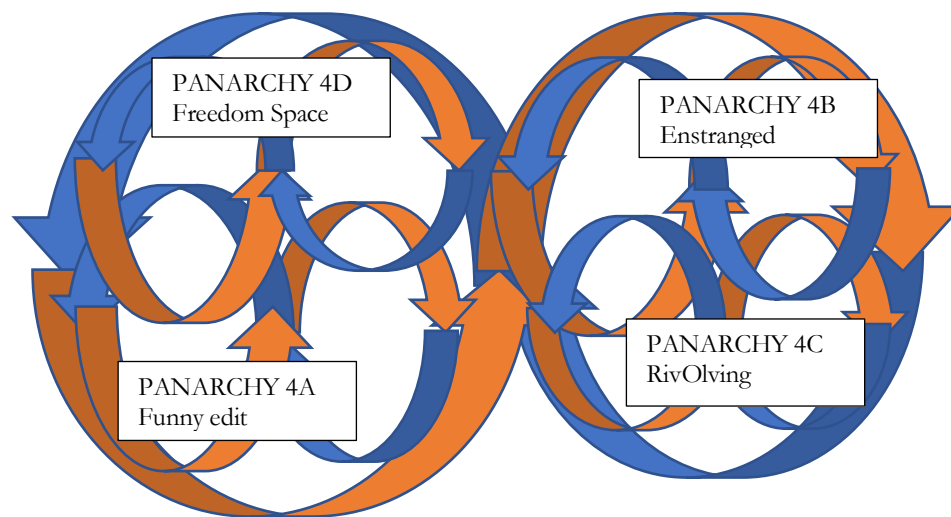 PANARCHY 4D
Freedom Space
PANARCHY 4B
Enstranged
PANARCHY 4A
Funny edit
PANARCHY 4C
RivOlving